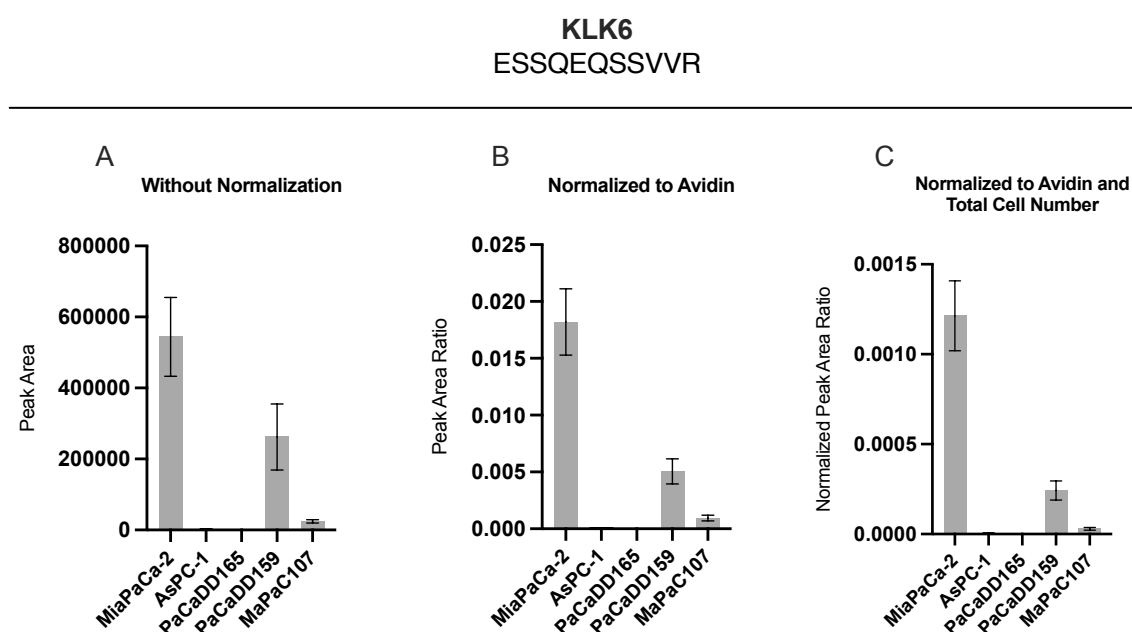 KLK6
ESSQEQSSVVR
A
Without Normalization
Peak Area
800000
600000
400000
200000
0
MiaPaCa-2
AsPC-1
PaCaDD165
PaCaDD159
MaPaC107
B
Normalized to Avidin
Peak Area Ratio
0.025
0.020
0.015
0.010
0.005
0.000
MiaPaCa-2
AsPC-1
PaCaDD165
PaCaDD159
MaPaC107
C
Normalized to Avidin and
Total Cell Number
Normalized Peak Area Ratio
0.0015
0.0010
0.0005
0.0000
MiaPaCa-2
AsPC-1
PaCaDD165
PaCaDD159
MaPaC107